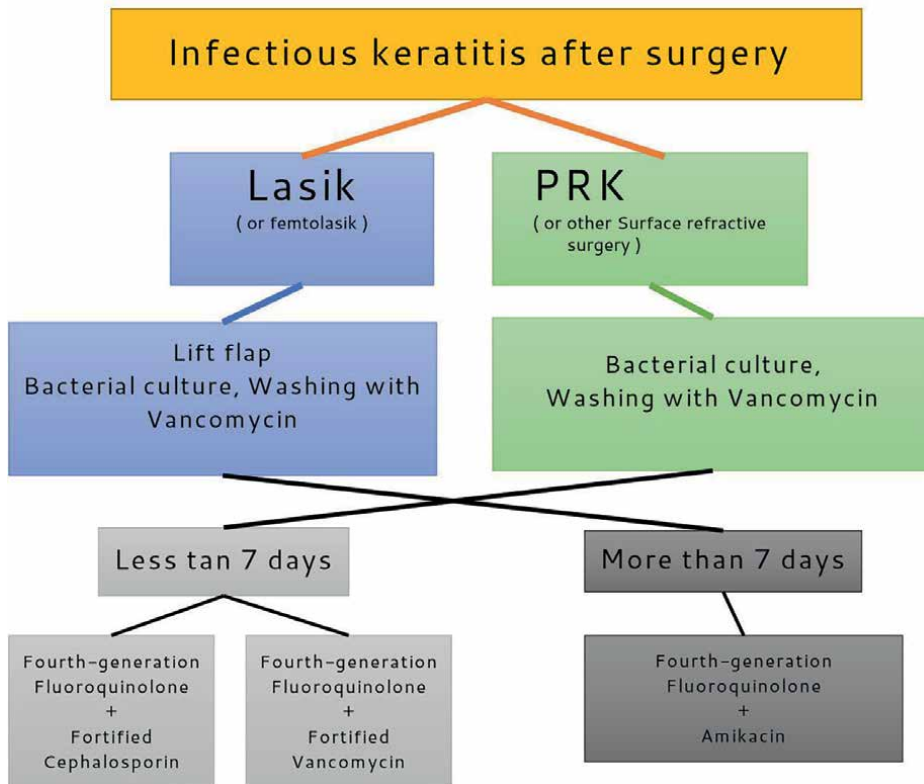 Infectious keratitis after surgery
Lasik
( or femtolasik )
PRK
( or other Surface refractive
surgery )
Lift flap
Bacterial culture, Washing with
Vancomycin
Bacterial culture,
Washing with Vancomycin
Less tan 7 days
More than 7 days
Fourth-generation
Fluoroquinolone
+
Fortified
Cephalosporin
Fourth-generation
Fluoroquinolone
+
Fortified
Vancomycin
Fourth-generation
Fluoroquinolone
+
Amikacin